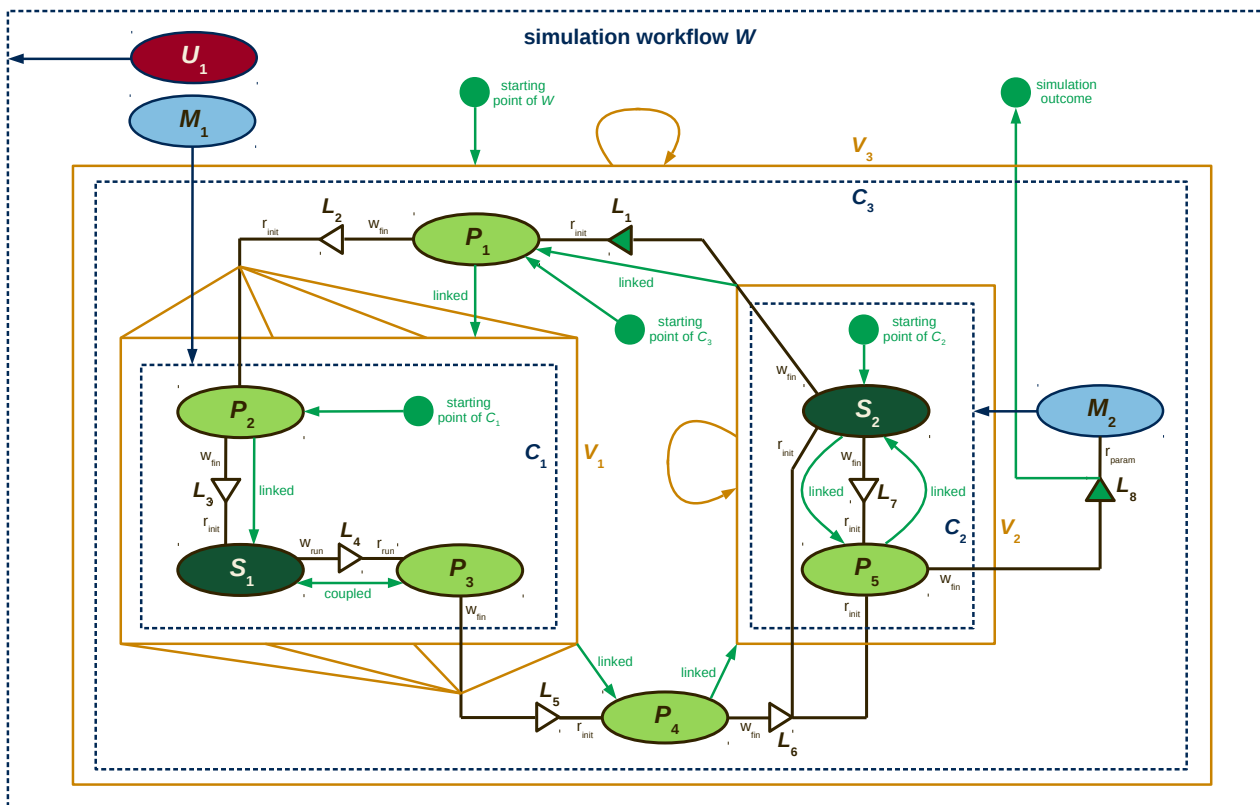 simulation workflow W
U1
M1
starting
point of W
simulation
outcome
V3
C3
L2
rinit
wfin
P1
L1
rinit
linked
linked
starting
point of C3
starting
point of C2
wfin
S2
M2
P2
starting
point of C1
C1
V1
rinit
wfin
rparam
wfin
L3
linked
linked
L7
linked
L8
rinit
rinit
C2
V2
S1
wrun
L4
rrun
P3
coupled
P5
wfin
wfin
rinit
linked
linked
L5
rinit
P4
wfin
L6